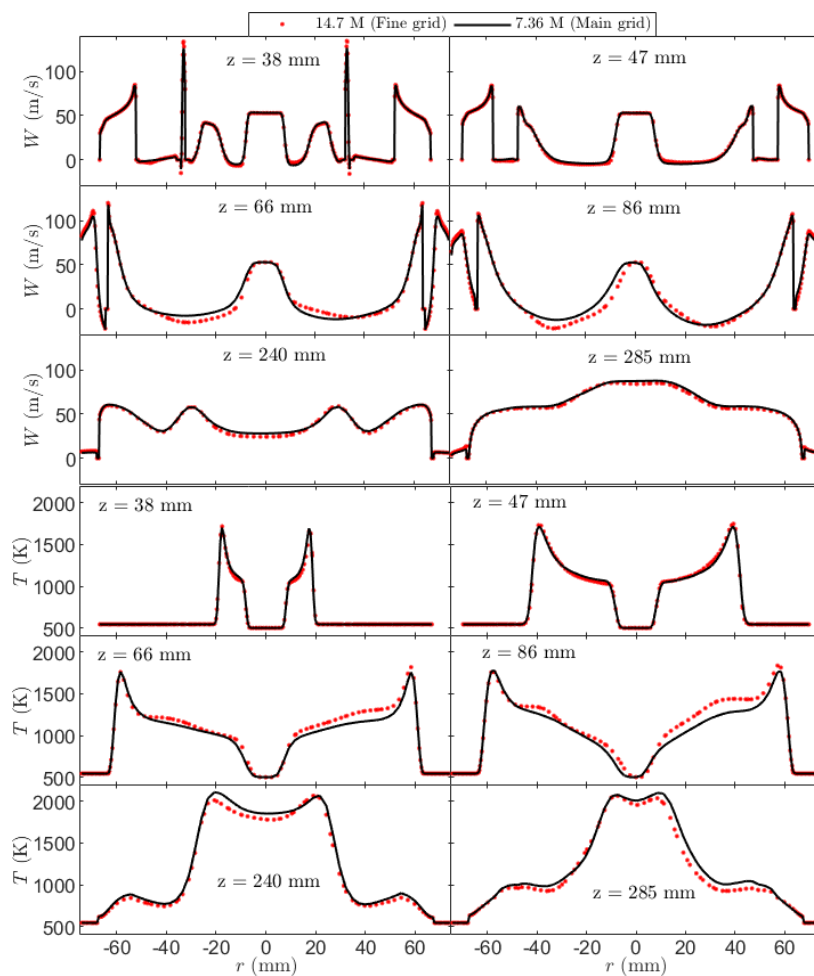 14.7 M (Fine grid) 7.36 M (Main grid)
z = 38 mm z = 47 mm
100
50
0
W (m/s) W (m/s)
z = 66 mm z = 86 mm
100
50
0
W (m/s) W (m/s)
z = 240 mm z = 285 mm
100
50
0
W (m/s) W (m/s)
z = 38 mm z = 47 mm
2000
1500
1000
500
T (K) T (K)
z = 66 mm z = 86 mm
2000
1500
1000
500
T (K) T (K)
2000
1500
1000
500
T (K) T (K)
z = 240 mm z = 285 mm
-60 -40 -20 0 20 40 60 -60 -40 -20 0 20 40 60
r (mm) r (mm)